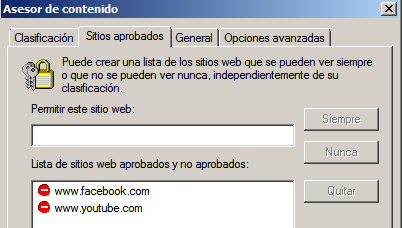 Asesor de contenido
Clasificación Sitios aprobados General Opciones avanzadas
Puede crear una lista de los sitios web que se pueden ver siempre
o que no se pueden ver nunca, independientemente de su
clasificación.
Permitir este sitio web:
Siempre
Nunca
Lista de sitios web aprobados y no aprobados:
Quitar
www.facebook.com
www.youtube.com